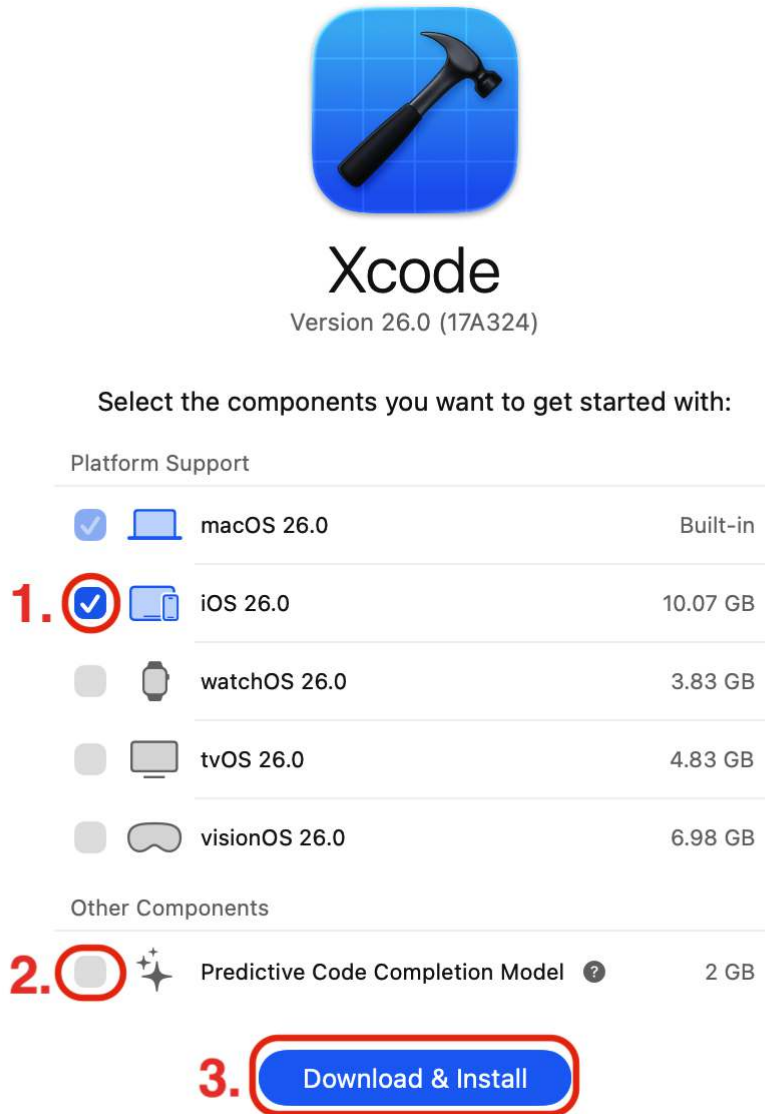 Xcode
Version 26.0 (17A324)
Select the components you want to get started with:
Platform Support
macOS 26.0 Built-in
1. iOS 26.0 10.07 GB
watchOS 26.0 3.83 GB
tvOS 26.0 4.83 GB
visionOS 26.0 6.98 GB
Other Components
2. Predictive Code Completion Model ? 2 GB
3. Download & Install